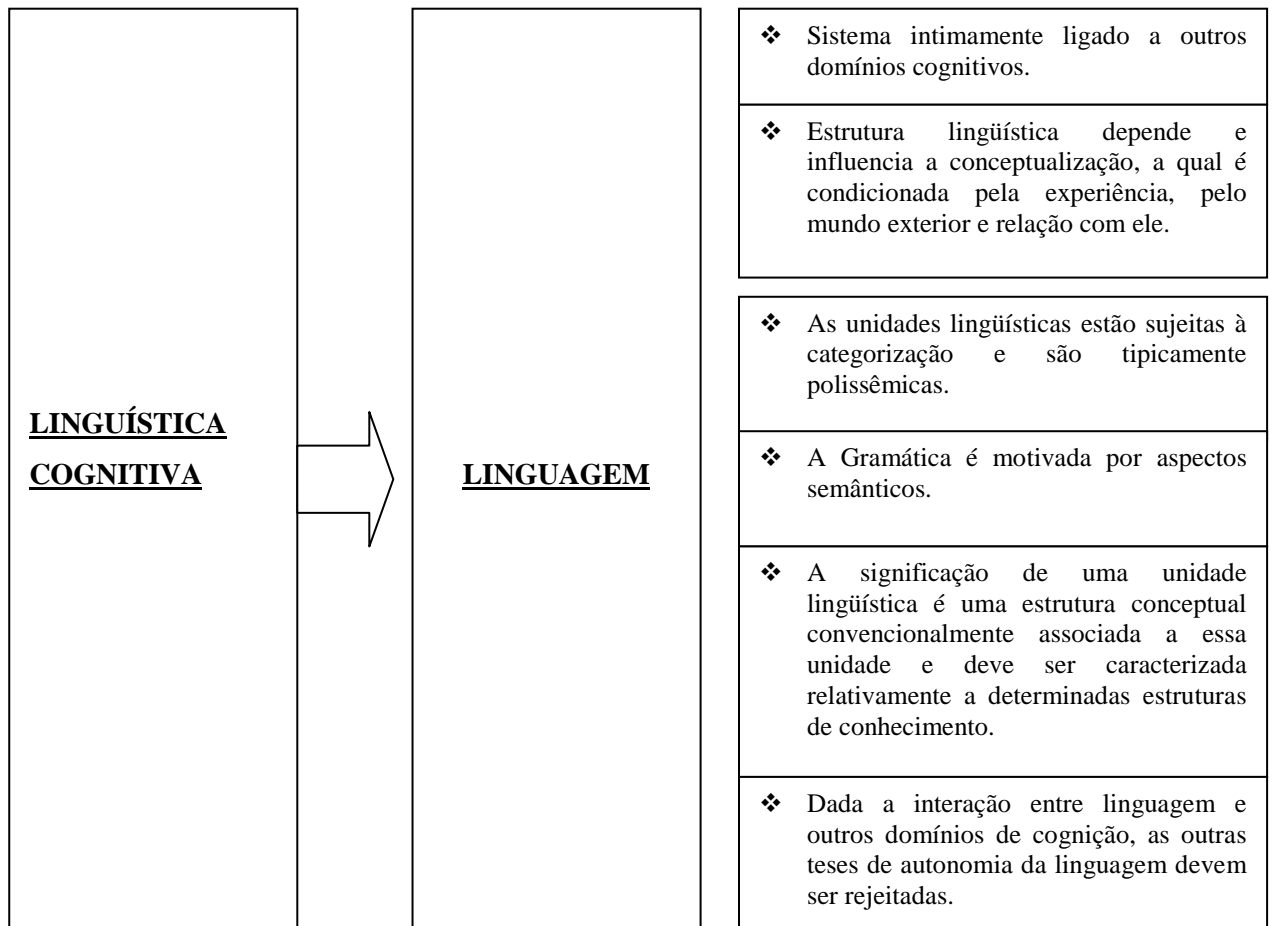 LINGUÍSTICA
COGNITIVA
LINGUAGEM
❖ Sistema intimamente ligado a outros
domínios cognitivos.
❖ Estrutura lingüística depende e
influencia a conceptualização, a qual é
condicionada pela experiência, pelo
mundo exterior e relação com ele.
❖ As unidades lingüísticas estão sujeitas à
categorização e são tipicamente
polissêmicas.
❖ A Gramática é motivada por aspectos
semânticos.
❖ A significação de uma unidade
lingüística é uma estrutura conceptual
convencionalmente associada a essa
unidade e deve ser caracterizada
relativamente a determinadas estruturas
de conhecimento.
❖ Dada a interação entre linguagem e
outros domínios de cognição, as outras
teses de autonomia da linguagem devem
ser rejeitadas.